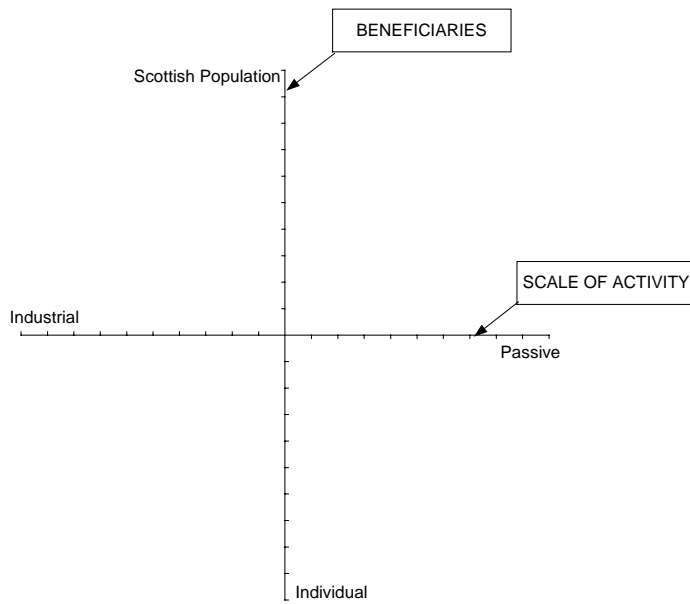 BENEFICIARIES
Scottish Population
SCALE OF ACTIVITY
Industrial
Passive
Individual